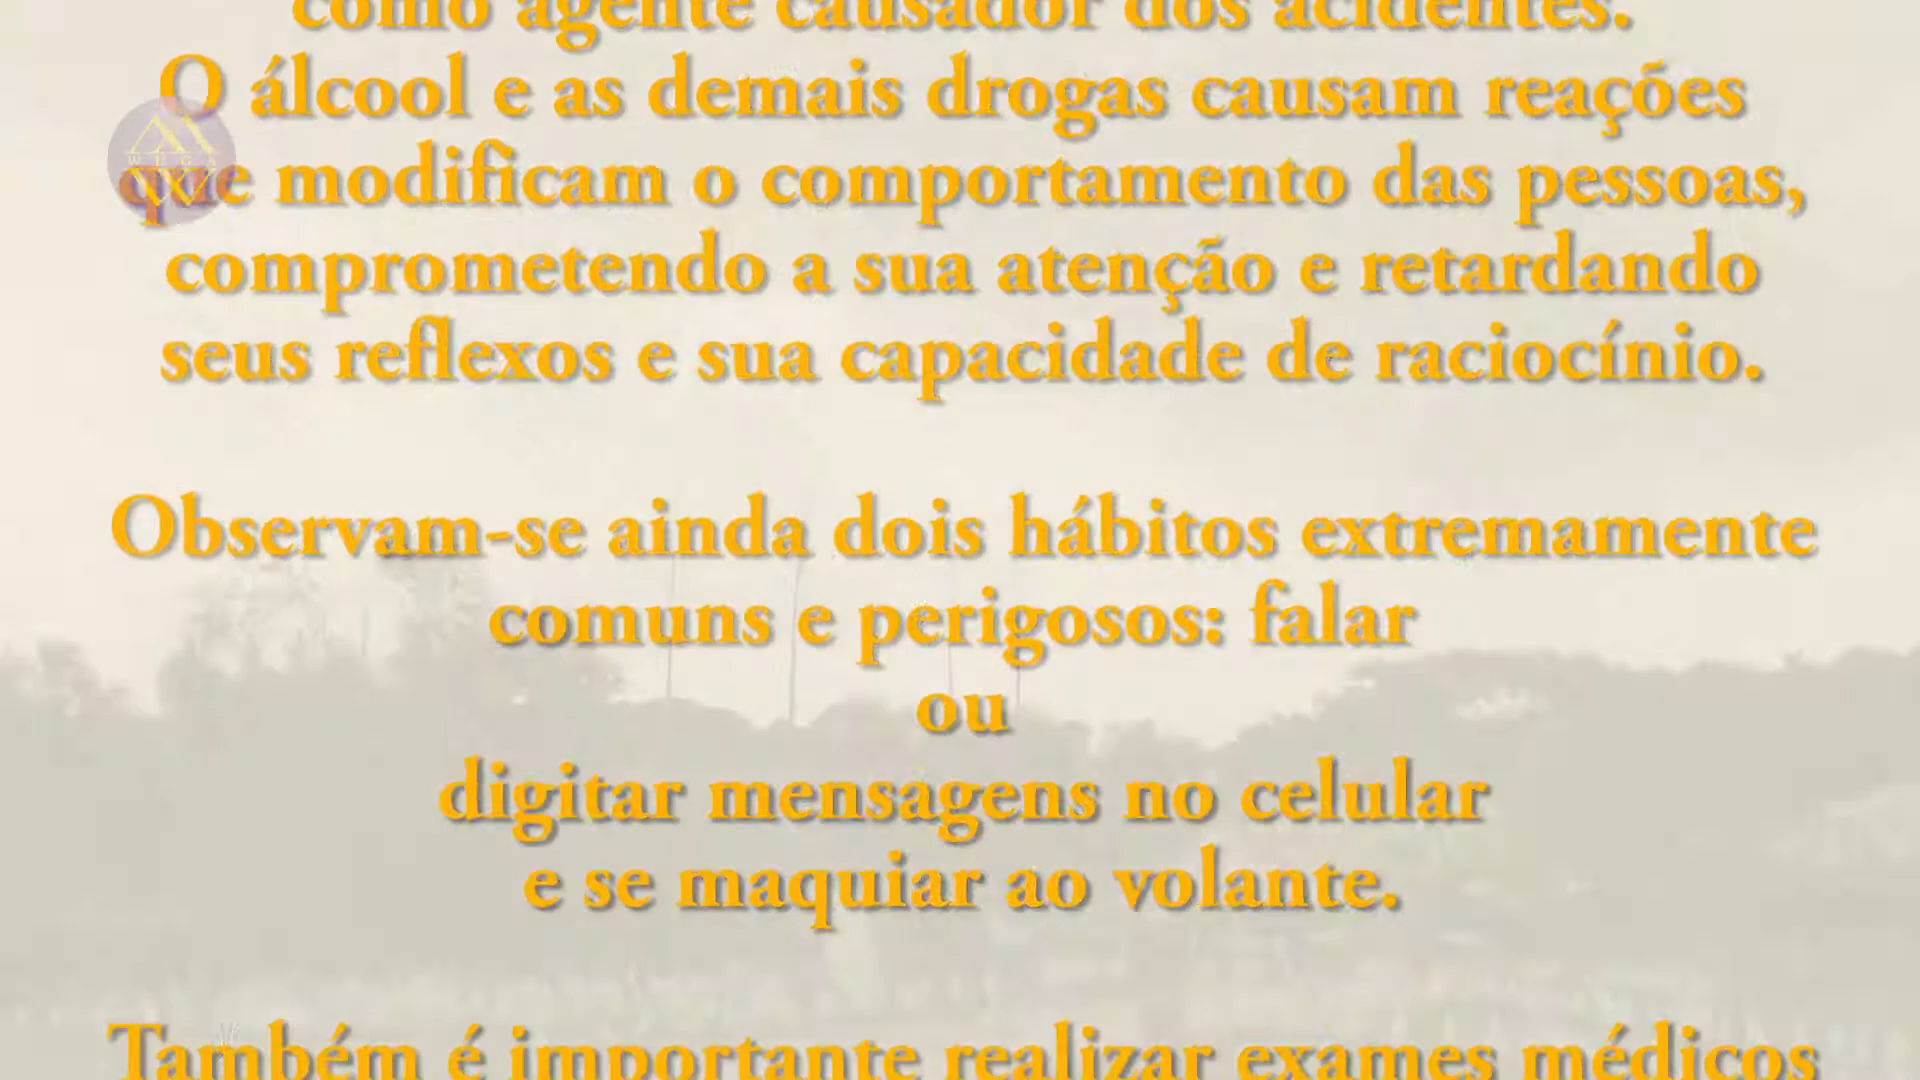 como agente causador dos acidentes.
O álcool e as demais drogas causam reações
que modificam o comportamento das pessoas,
comprometendo a sua atenção e retardando
seus reflexos e sua capacidade de raciocínio.
Observam-se ainda dois hábitos extremamente
comuns e perigosos: falar
ou
digitar mensagens no celular
e se maquiar ao volante.
Também é importante realizar exames médicos
WEGA